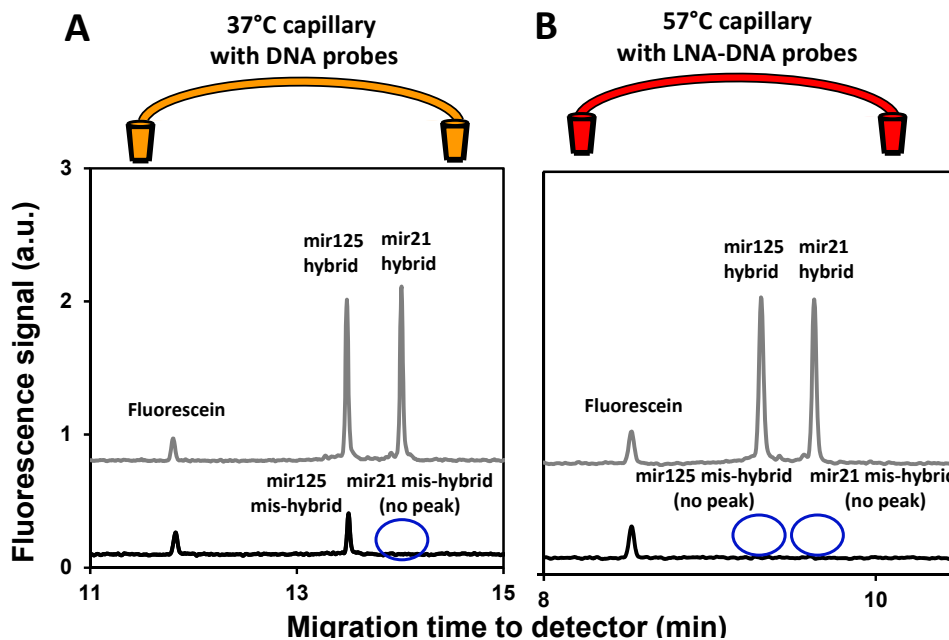 A
37°C capillary
with DNA probes
B
57°C capillary
with LNA-DNA probes
Fluorescence signal (a.u.)
3
2
1
0
mir125
hybrid
mir21
hybrid
Fluorescein
mir125
mis-hybrid
mir21 mis-hybrid
(no peak)
11
13
15
mir125
hybrid
mir21
hybrid
Fluorescein
mir125 mis-hybrid
(no peak)
mir21 mis-hybrid
(no peak)
8
10
Migration time to detector (min)